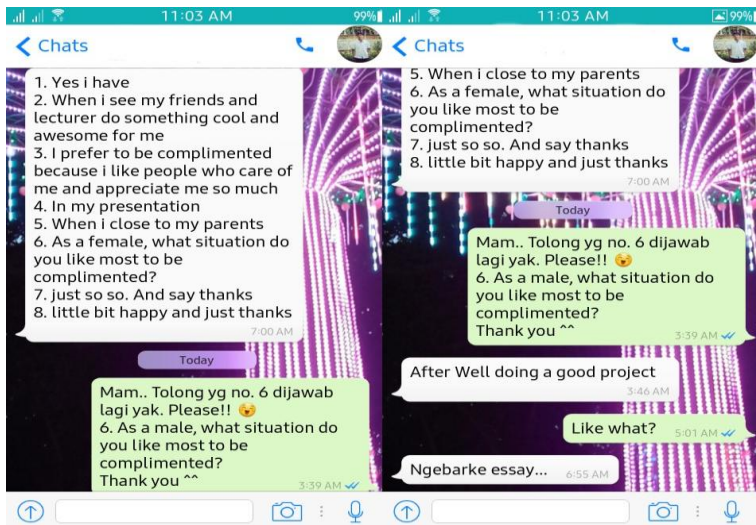 11:03 AM
99%
Chats
1. Yes i have
2. When i see my friends and
lecturer do something cool and
awesome for me
3. I prefer to be complimented
because i like people who care of
me and appreciate me so much
4. In my presentation
5. When i close to my parents
6. As a female, what situation do
you like most to be
complimented?
7. just so so. And say thanks
8. little bit happy and just thanks
7:00 AM
Today
Mam.. Tolong yg no. 6 dijawab
lagi yak. Please!! 😲
6. As a male, what situation do
you like most to be
complimented?
Thank you ^^
3:39 AM
11:03 AM
99%
Chats
5. When i close to my parents
6. As a female, what situation do
you like most to be
complimented?
7. just so so. And say thanks
8. little bit happy and just thanks
7:00 AM
Today
Mam.. Tolong yg no. 6 dijawab
lagi yak. Please!! 😲
6. As a male, what situation do
you like most to be
complimented?
Thank you ^^
3:39 AM
After Well doing a good project
3:46 AM
Like what?
5:01 AM
Ngebarke essay...
6:55 AM